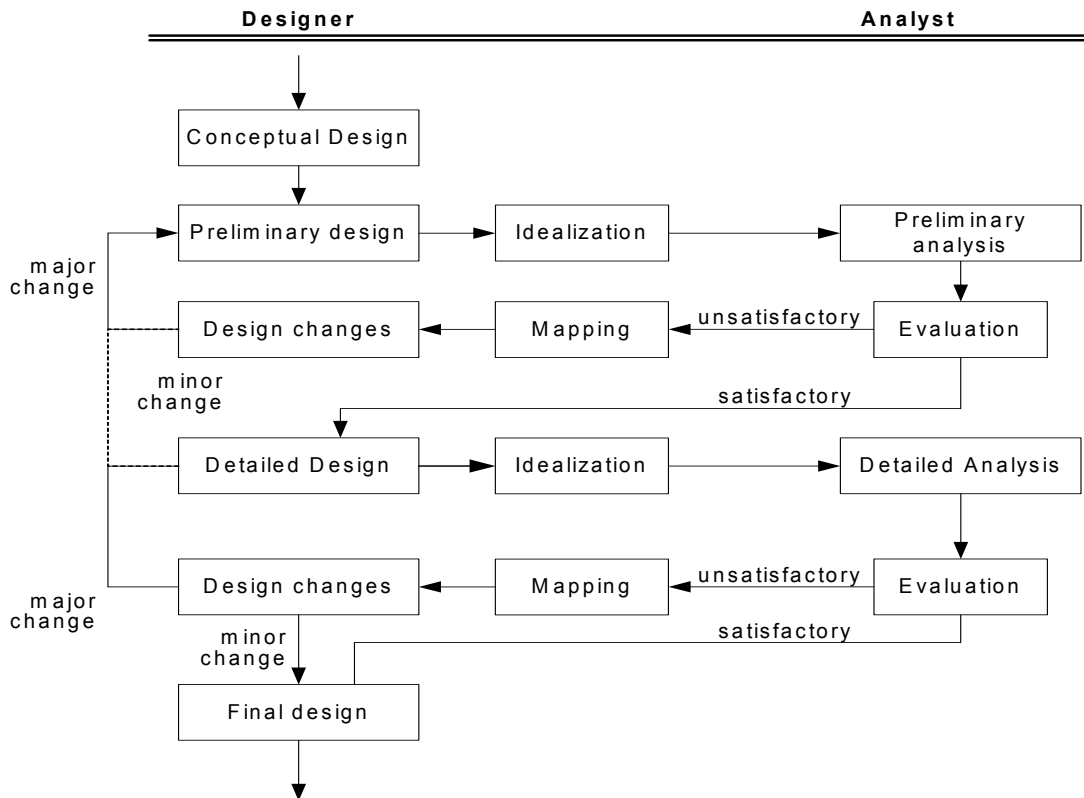 Designer
Analyst
Conceptual Design
Preliminary design
Idealization
Preliminary
analysis
major
change
Design changes
Mapping
unsatisfactory
Evaluation
minor
change
satisfactory
Detailed Design
Idealization
Detailed Analysis
Design changes
Mapping
unsatisfactory
Evaluation
major
change
minor
change
satisfactory
Final design